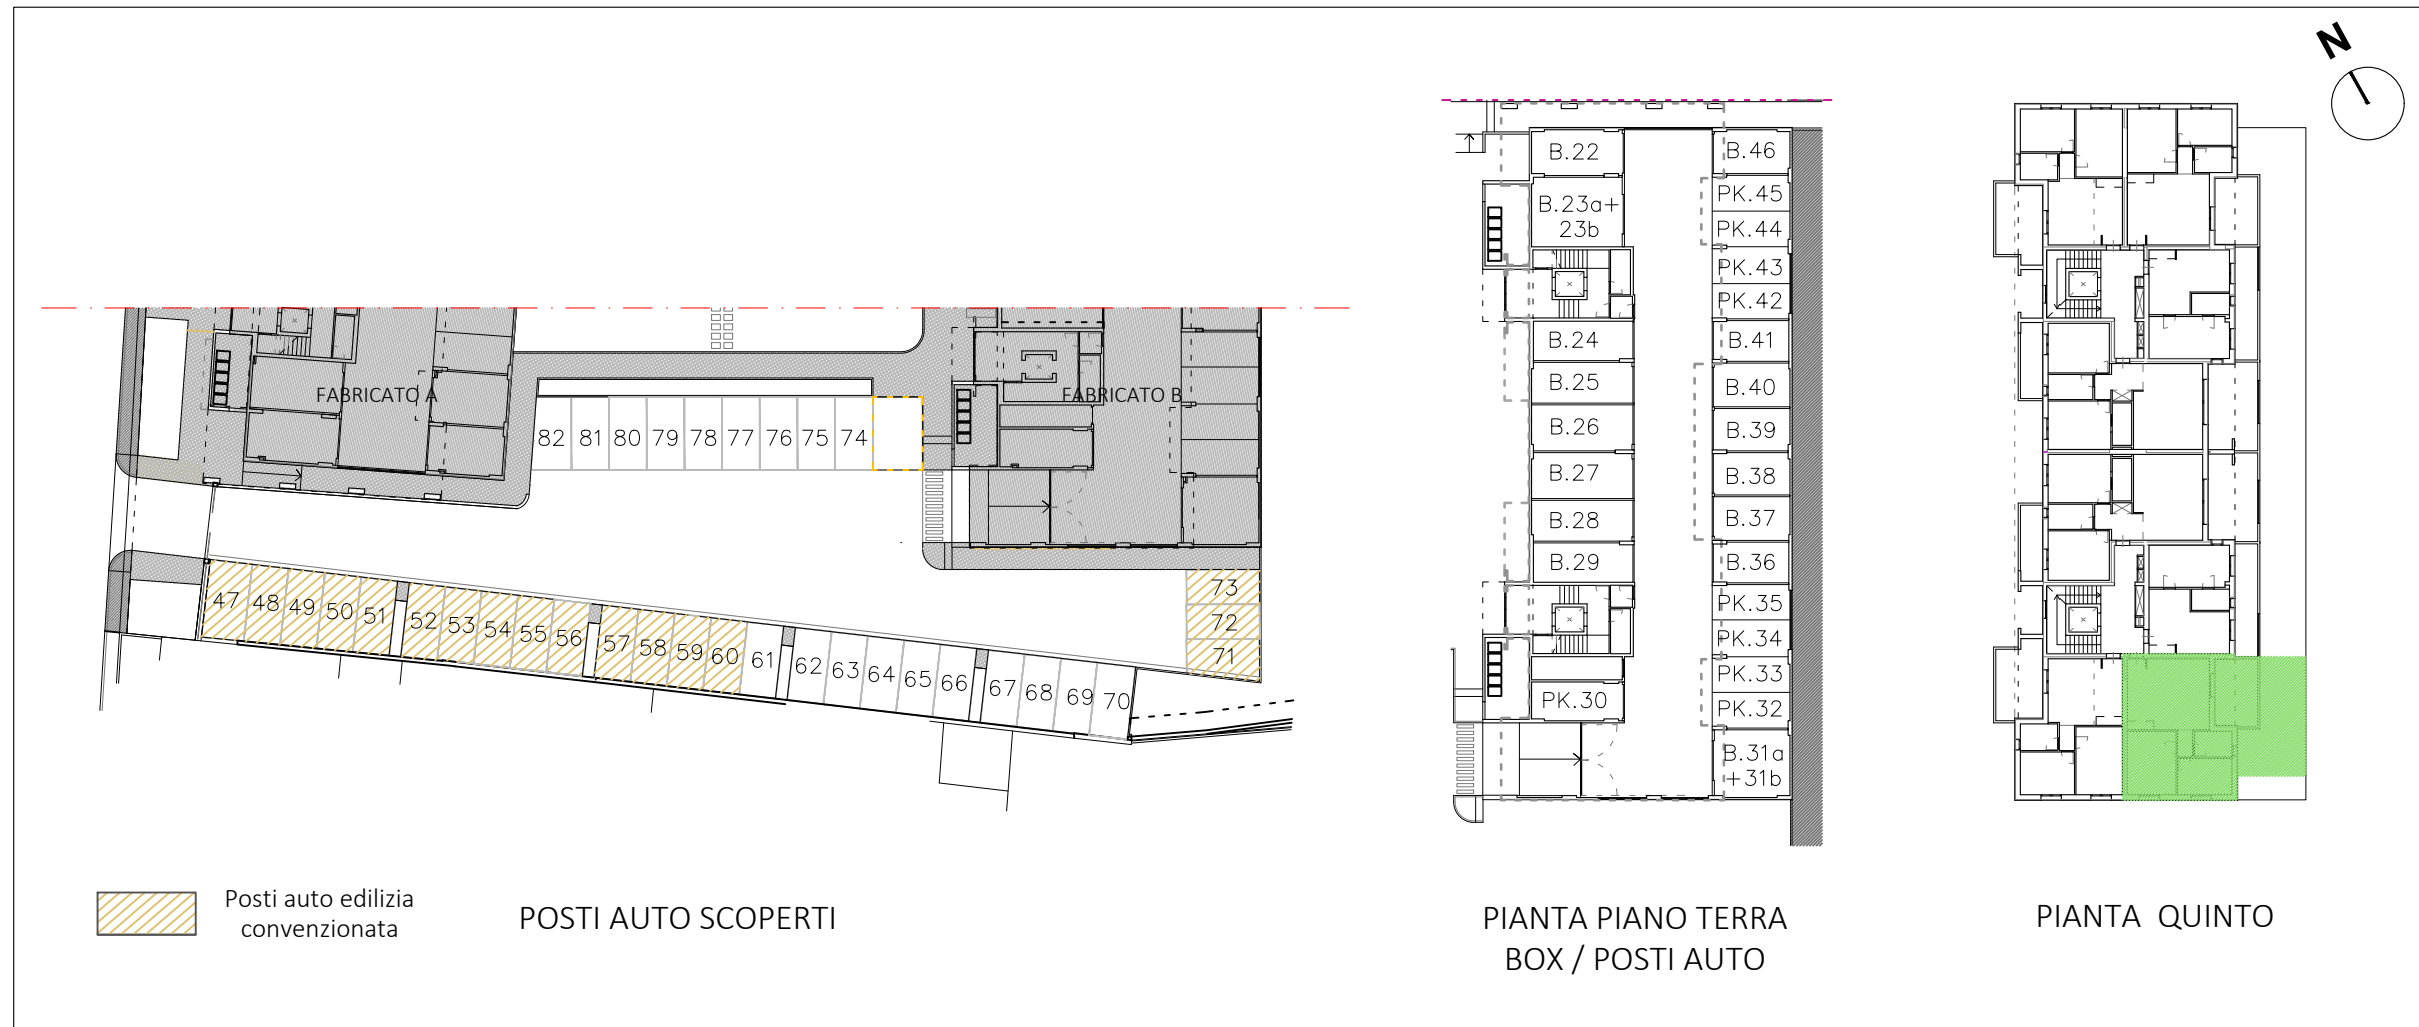 N
FABRICATO A
FABRICATO B
82 81 80 79 78 77 76 75 74
47 48 49 50 51 52 53 54 55 56 57 58 59 60 61 62 63 64 65 66 67 68 69 70
73
72
71
Posti auto edilizia
convenzionata
POSTI AUTO SCOPERTI
B.22
B.23a+
23b
B.24
B.25
B.26
B.27
B.28
B.29
PK.30
B.46
PK.45
PK.44
PK.43
PK.42
B.41
B.40
B.39
B.38
B.37
B.36
PK.35
PK.34
PK.33
PK.32
B.31a
+31b
PIANTA PIANO TERRA
BOX / POSTI AUTO
PIANTA QUINTO